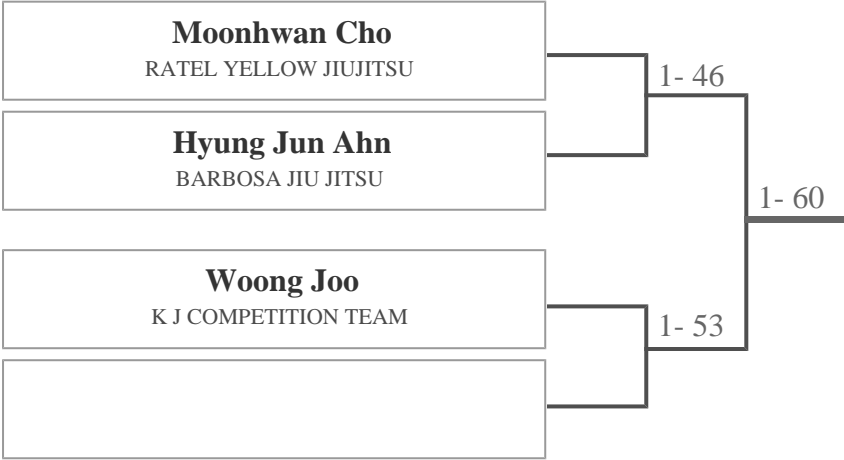 Moonhwan Cho
RATEL YELLOW JIUJITSU
1- 46
Hyung Jun Ahn
BARBOSA JIU JITSU
1- 60
Woong Joo
K J COMPETITION TEAM
1- 53